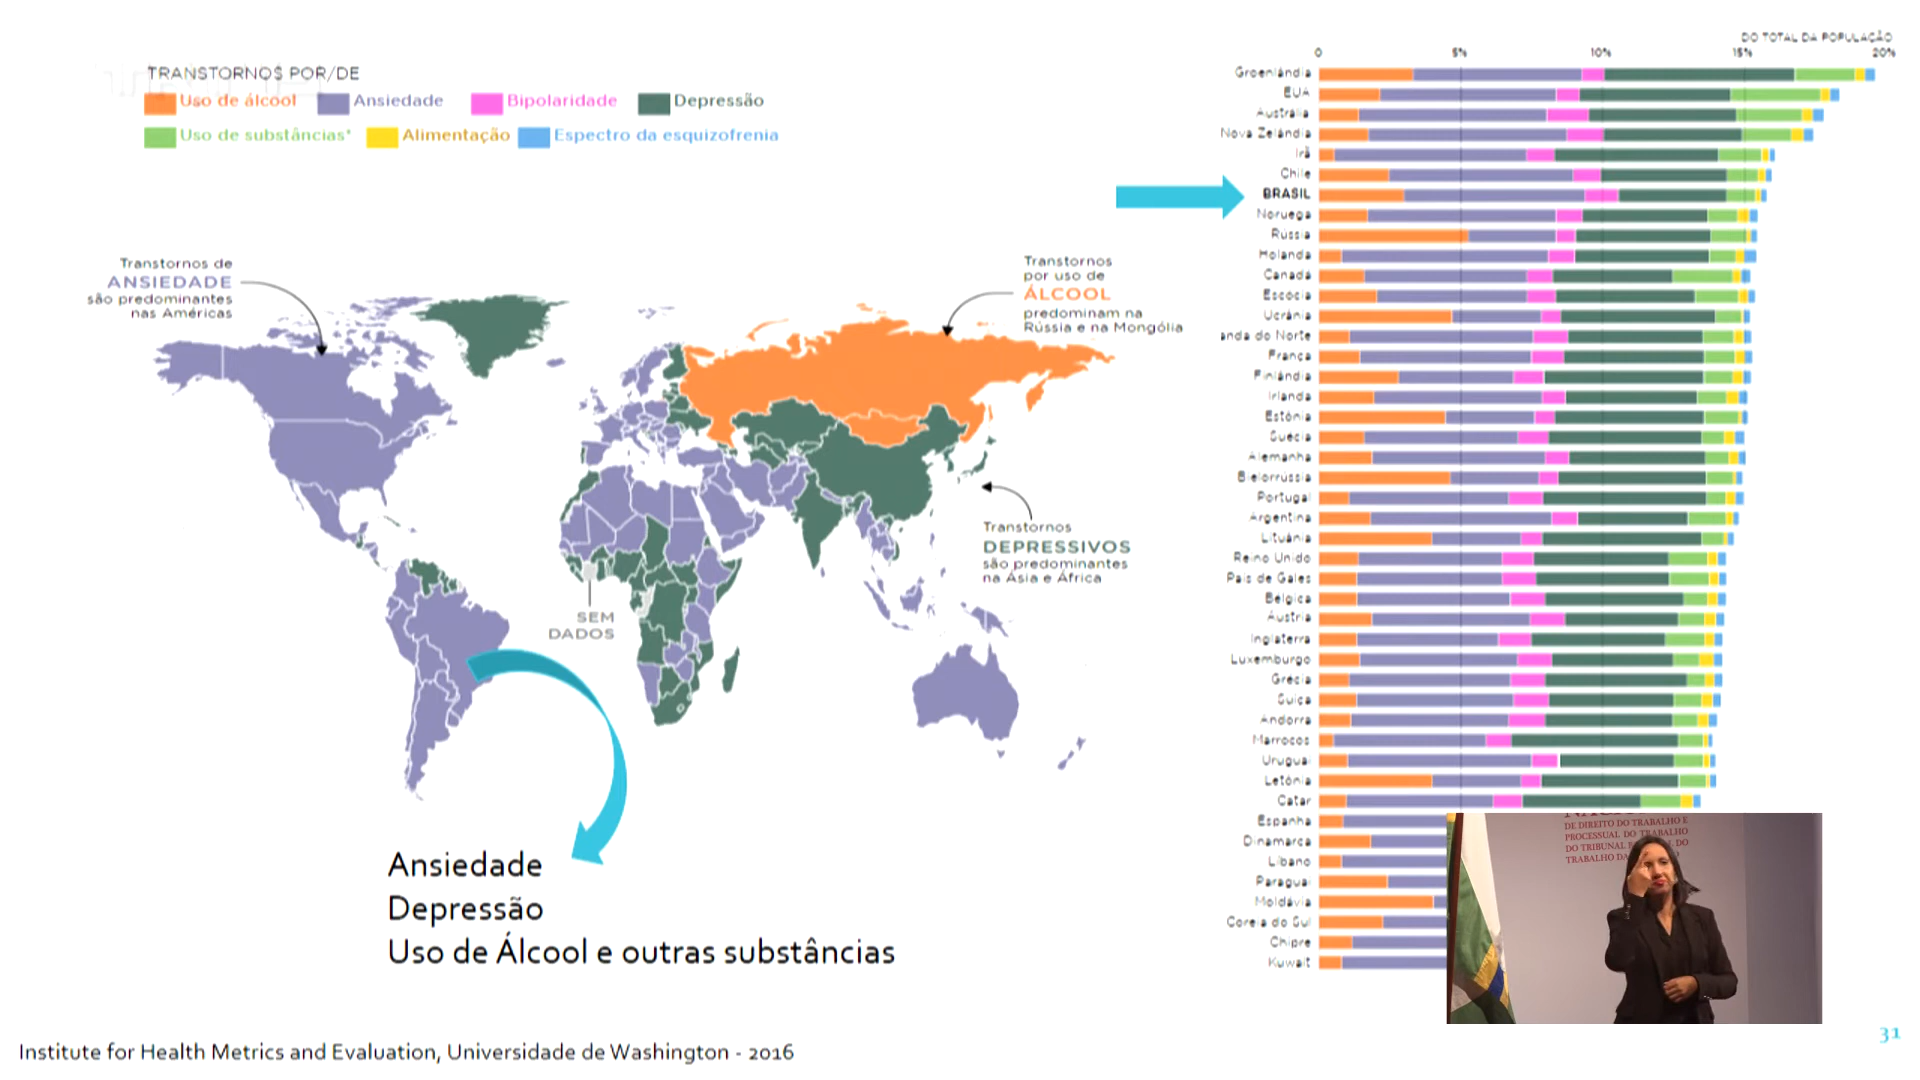 TRANSTORNOS POR/DE
Uso de álcool
Ansiedade
Bipolaridade
Depressão
Uso de substâncias*
Alimentação
Espectro da esquizofrenia
Transtornos de
ANSIEDADE
são predominantes
nas Américas
Transtornos
por uso de
ÁLCOOL
predominam na
Rússia e na Mongólia
Transtornos
DEPRESSIVOS
são predominantes
na Ásia e África
SEM
DADOS
Ansiedade
Depressão
Uso de Álcool e outras substâncias
DO TOTAL DA POPULAÇÃO
0 5% 10% 15% 20%
Groenlândia
EUA
Austrália
Nova Zelândia
Irã
Chile
BRASIL
Noruega
Rússia
Holanda
Canadá
Escócia
Ucrânia
anda do Norte
França
Finlândia
Irlanda
Estônia
Suécia
Alemanha
Bielorrússia
Portugal
Argentina
Lituânia
Reino Unido
País de Gales
Bélgica
Áustria
Inglaterra
Luxemburgo
Grécia
Suíça
Andorra
Marrocos
Uruguai
Letônia
Catar
Espanha
Dinamarca
Líbano
Paraguai
Moldávia
Coreia do Sul
Chipre
Kuwait
DE DIREITO DO TRABALHO E
PROCESSUAL DO TRABALHO
DO TRIBUNAL DO
TRABALHO DA
Institute for Health Metrics and Evaluation, Universidade de Washington - 2016
31